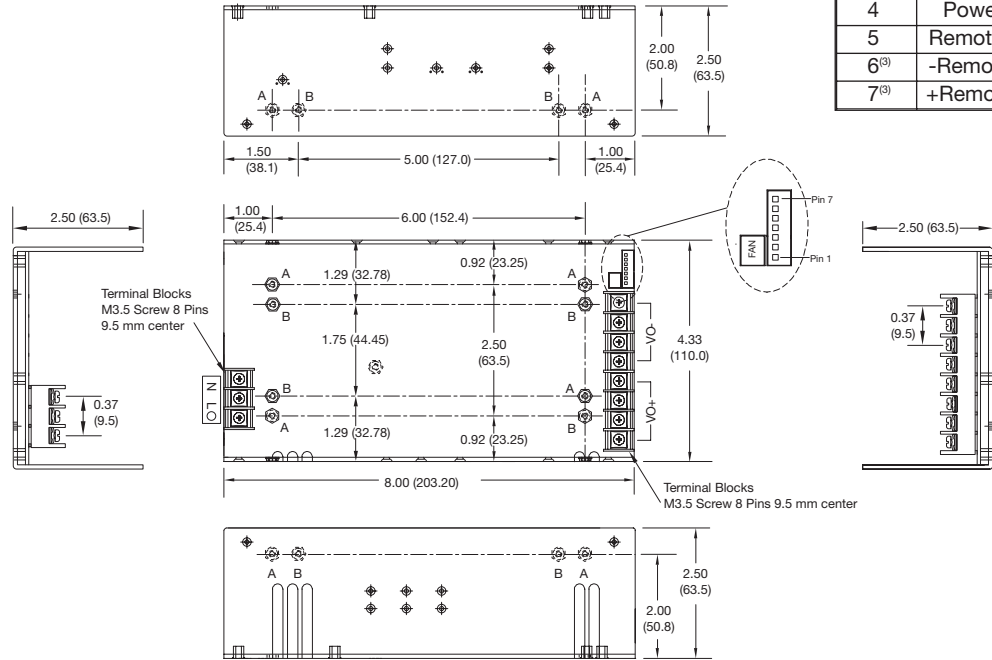 4 Powe
5 Remot
6(3) -Remo
7(3) +Remo
2.00
(50.8)
2.50
(63.5)
A B B A
1.50
(38.1)
5.00 (127.0)
1.00
(25.4)
2.50 (63.5)
1.00
(25.4)
6.00 (152.4)
Pin 7
FAN
Pin 1
2.50 (63.5)
A
1.29 (32.78)
0.92 (23.25)
A
B
B
Terminal Blocks
M3.5 Screw 8 Pins
9.5 mm center
1.75 (44.45)
2.50
(63.5)
VO-
4.33
(110.0)
0.37
(9.5)
N LO
B
A
VO+
0.37
(9.5)
A
1.29 (32.78)
0.92 (23.25)
B
8.00 (203.20)
Terminal Blocks
M3.5 Screw 8 Pins 9.5 mm center
A B B A
2.50
(63.5)
2.00
(50.8)